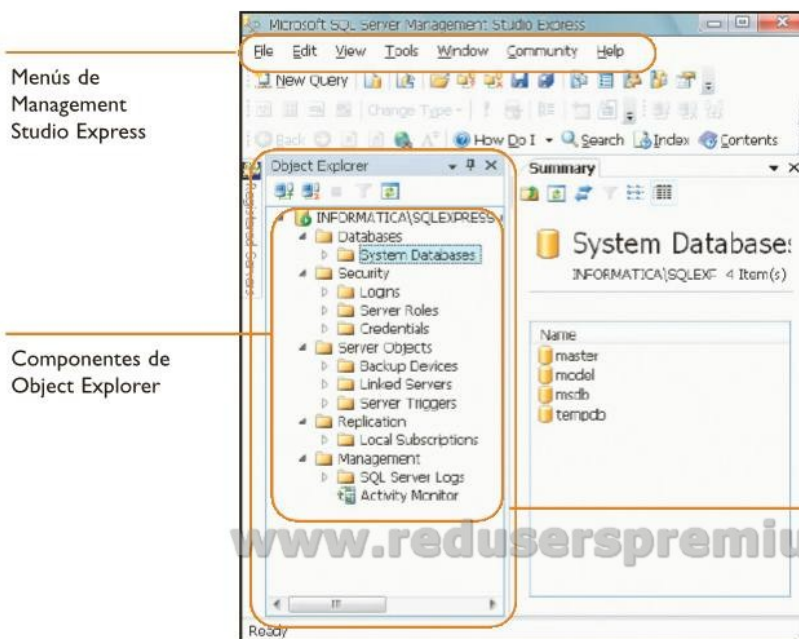 Microsoft SQL Server Management Studio Express
File Edit View Tools Window Community Help
New Query
Change Type
Back How Do I Search Index Contents
Menús de
Management
Studio Express
Registered Servers
Object Explorer
INFORMATICA\SQLEXPRESS
Databases
System Databases
Security
Logins
Server Roles
Credentials
Server Objects
Backup Devices
Linked Servers
Server Triggers
Replication
Local Subscriptions
Management
SQL Server Logs
Activity Monitor
Componentes de
Object Explorer
Summary
System Databases
INFORMATICA\SQLEXF 4 Item(s)
Name
master
model
msdb
tempdb
www.reduserspremiu
Ready